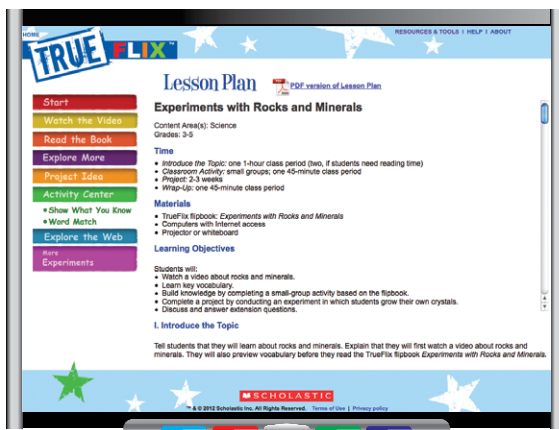 HOME
RESOURCES & TOOLS | HELP | ABOUT
TRUE FLIX™
Lesson Plan
PDF version of Lesson Plan
Start
Watch the Video
Read the Book
Explore More
Project Idea
Activity Center
• Show What You Know
• Word Match
Explore the Web
More
Experiments
Experiments with Rocks and Minerals
Content Area(s): Science
Grades: 3-5
Time
• Introduce the Topic: one 1-hour class period (two, if students need reading time)
• Classroom Activity: small groups; one 45-minute class period
• Project: 2-3 weeks
• Wrap-Up: one 45-minute class period
Materials
• TrueFlix flipbook: Experiments with Rocks and Minerals
• Computers with Internet access
• Projector or whiteboard
Learning Objectives
Students will:
• Watch a video about rocks and minerals.
• Learn key vocabulary.
• Build knowledge by completing a small-group activity based on the flipbook.
• Complete a project by conducting an experiment in which students grow their own crystals.
• Discuss and answer extension questions.
I. Introduce the Topic
Tell students that they will learn about rocks and minerals. Explain that they will first watch a video about rocks and
minerals. They will also preview vocabulary before they read the TrueFlix flipbook Experiments with Rocks and Minerals.
SCHOLASTIC
™ & © 2012 Scholastic Inc. All Rights Reserved. Terms of Use | Privacy policy